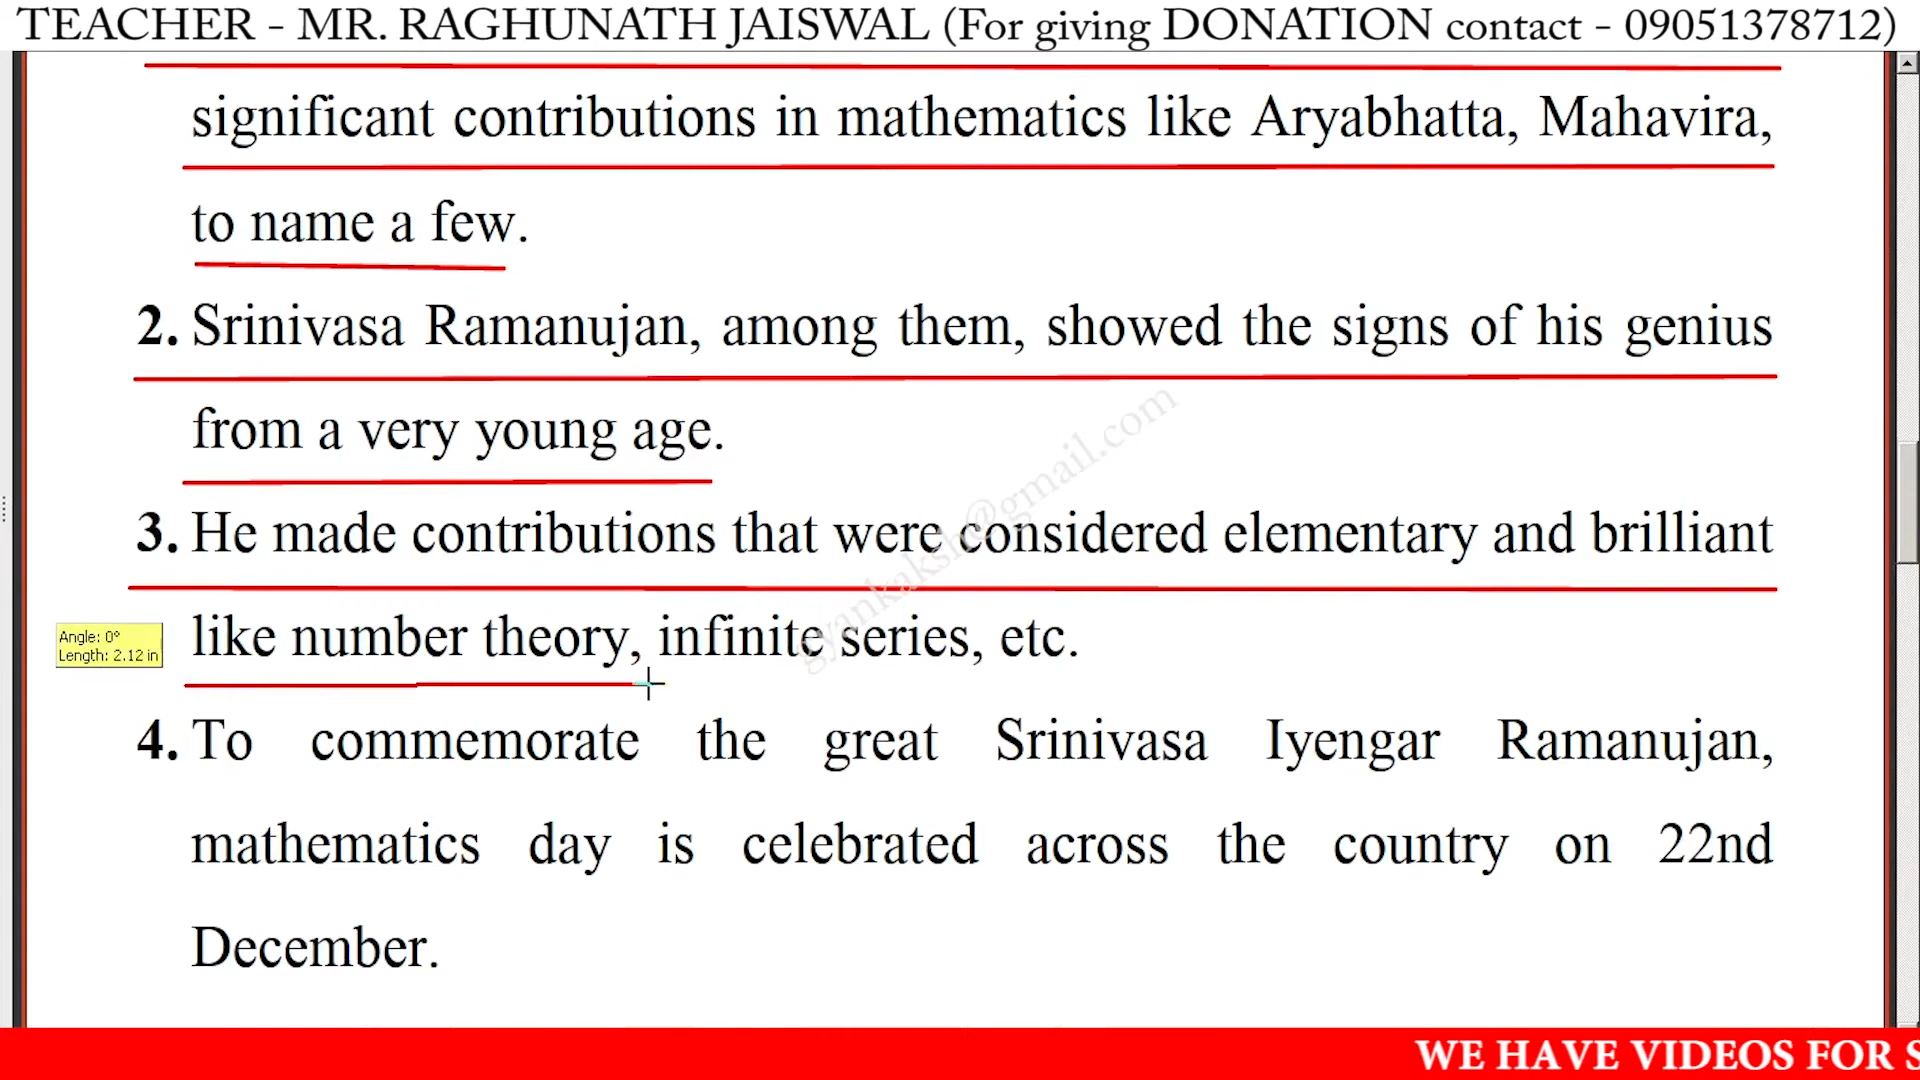 TEACHER - MR. RAGHUNATH JAISWAL (For giving DONATION contact - 09051378712)
significant contributions in mathematics like Aryabhatta, Mahavira,
to name a few.
2. Srinivasa Ramanujan, among them, showed the signs of his genius
from a very young age.
3. He made contributions that were considered elementary and brilliant
like number theory, infinite series, etc.
Angle: 0°
Length: 2.12 in
4. To commemorate the great Srinivasa Iyengar Ramanujan,
mathematics day is celebrated across the country on 22nd
December.
gyankaksh@gmail.com
WE HAVE VIDEOS FOR S